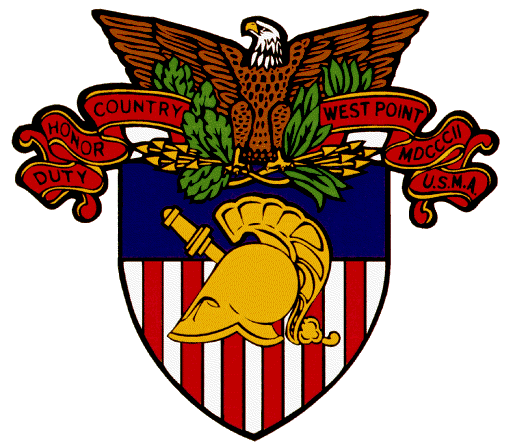 DUTY
HONOR
COUNTRY
WEST POINT
MDCCCII
U.S.M.A